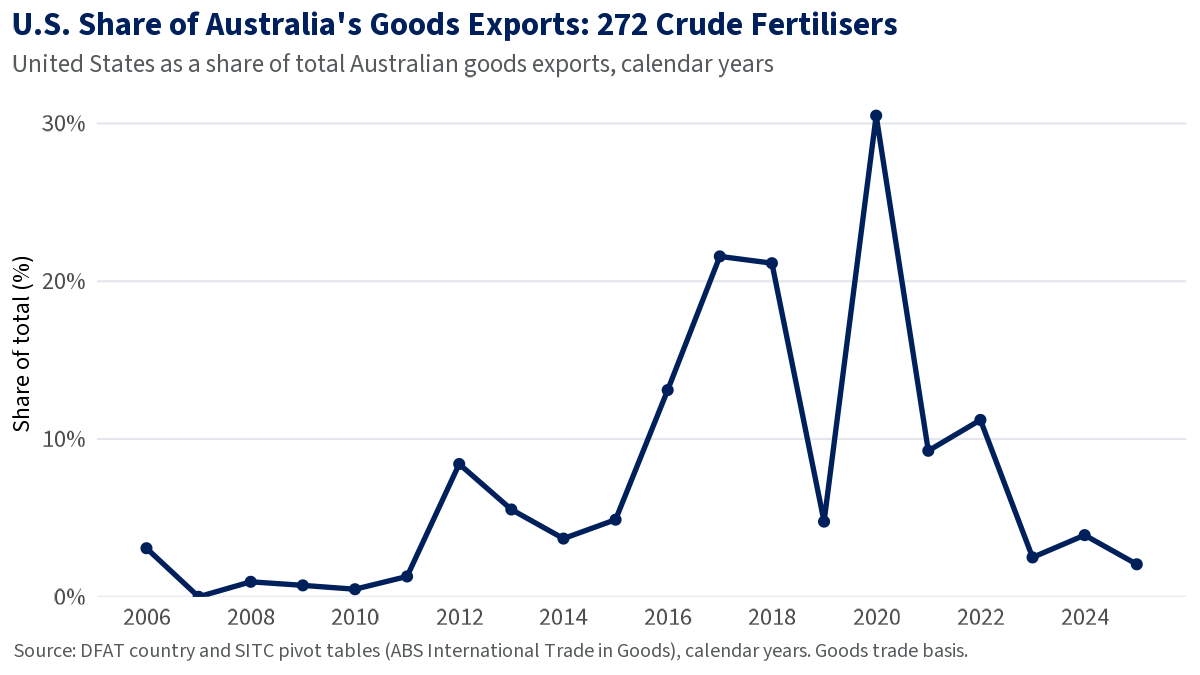 U.S. Share of Australia's Goods Exports: 272 Crude Fertilisers
United States as a share of total Australian goods exports, calendar years
Share of total (%)
30%
20%
10%
0%
2006 2008 2010 2012 2014 2016 2018 2020 2022 2024
Source: DFAT country and SITC pivot tables (ABS International Trade in Goods), calendar years. Goods trade basis.